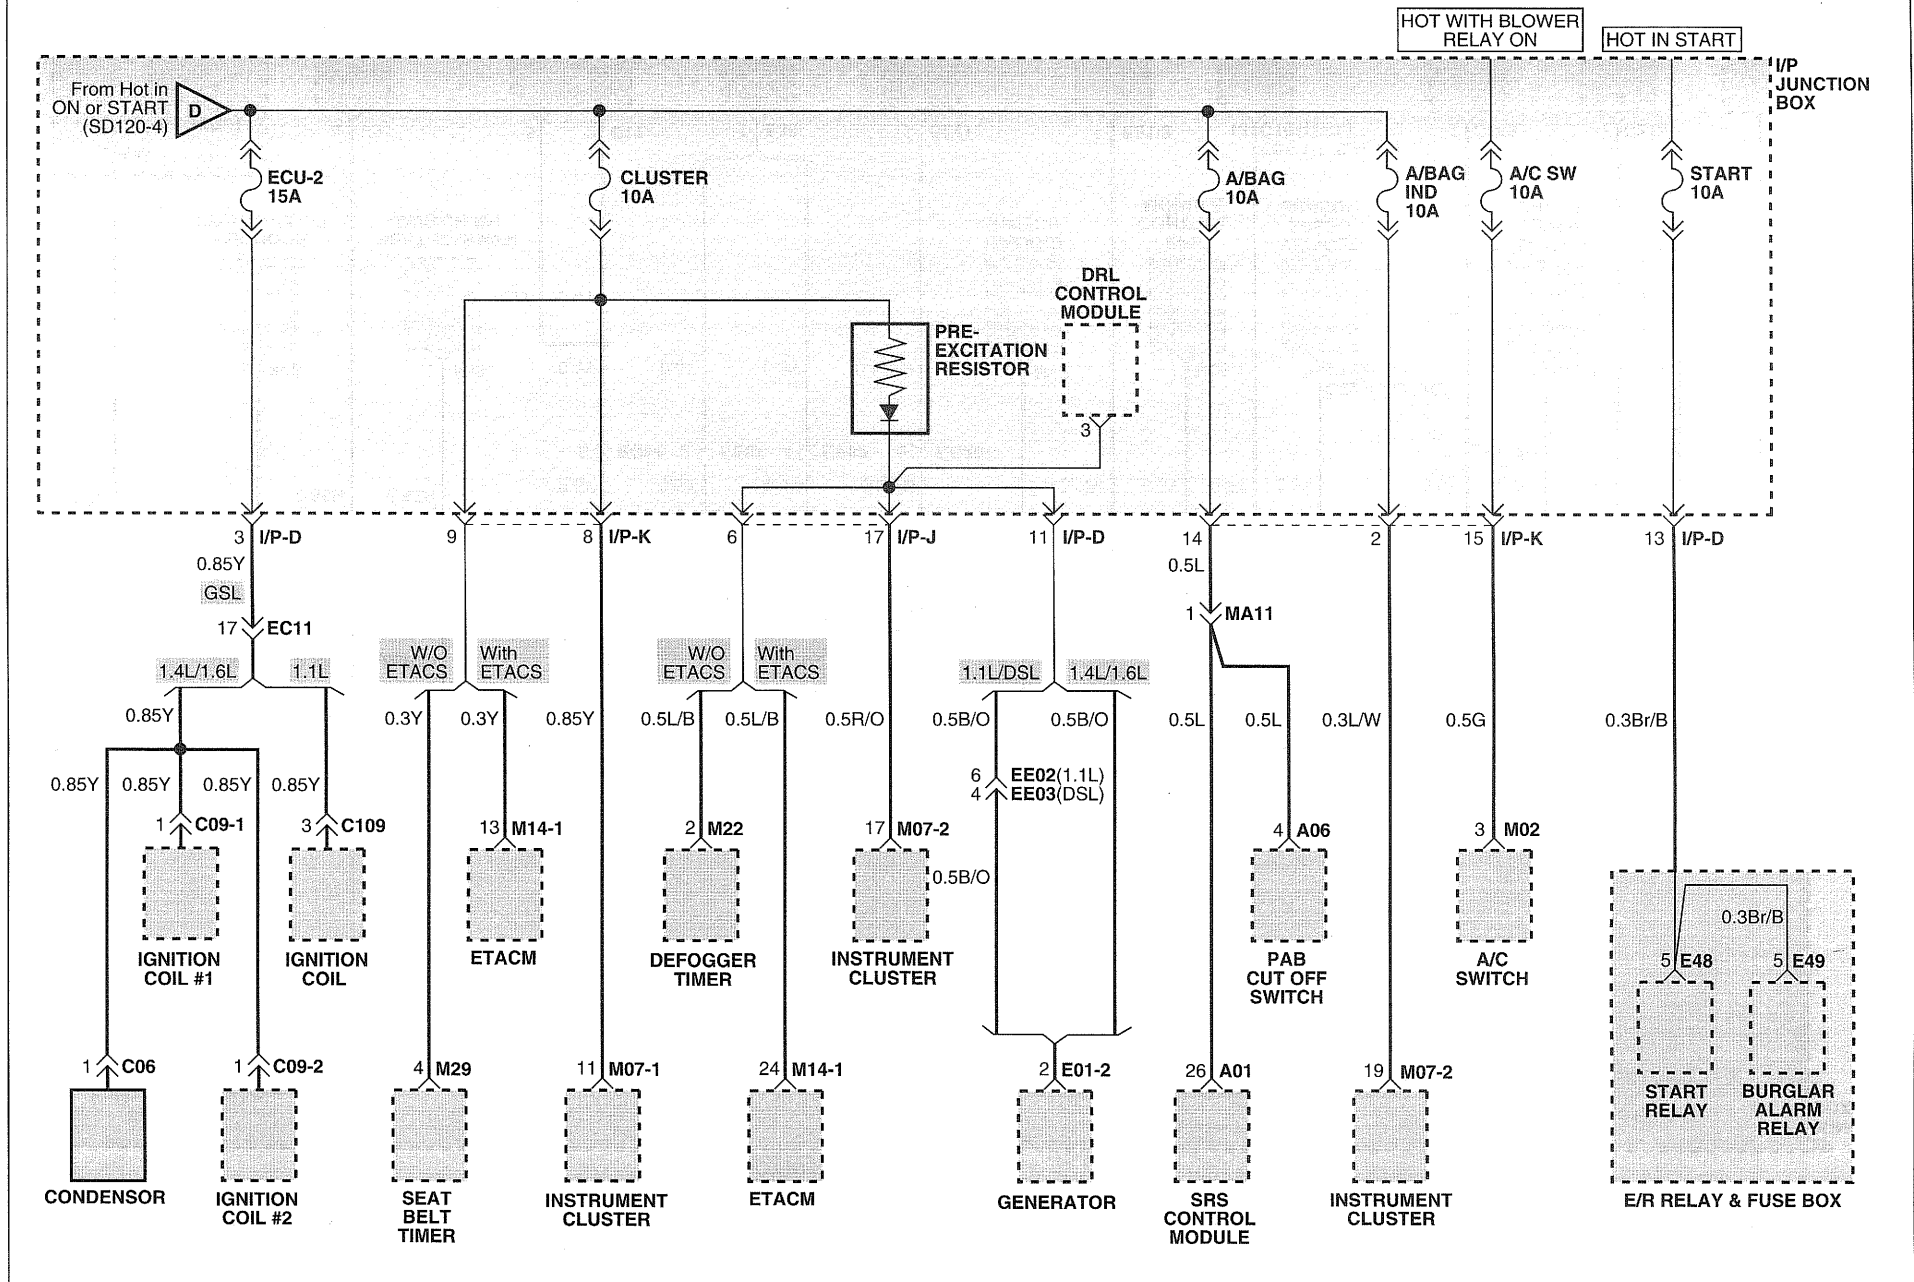 HOT WITH BLOWER
RELAY ON
HOT IN START
I/P
JUNCTION
BOX
From Hot in
ON or START
(SD120-4)
D
ECU-2
15A
CLUSTER
10A
A/BAG
10A
A/BAG
IND
10A
A/C SW
10A
START
10A
DRL
CONTROL
MODULE
PRE-
EXCITATION
RESISTOR
3
3 I/P-D
9
8 I/P-K
6
17 I/P-J
11 I/P-D
14
2
15 I/P-K
13 I/P-D
0.85Y
0.5L
GSL
17 EC11
1 MA11
1.4L/1.6L
1.1L
W/O
ETACS
With
ETACS
W/O
ETACS
With
ETACS
1.1L/DSL
1.4L/1.6L
0.85Y
0.3Y
0.3Y
0.85Y
0.5L/B
0.5L/B
0.5R/O
0.5B/O
0.5B/O
0.5L
0.5L
0.3L/W
0.5G
0.3Br/B
0.85Y
0.85Y
0.85Y
0.85Y
6 EE02(1.1L)
4 EE03(DSL)
1 C09-1
3 C109
13 M14-1
2 M22
17 M07-2
4 A06
3 M02
0.5B/O
0.3Br/B
IGNITION
COIL #1
IGNITION
COIL
ETACM
DEFOGGER
TIMER
INSTRUMENT
CLUSTER
PAB
CUT OFF
SWITCH
A/C
SWITCH
5 E48
5 E49
1 C06
1 C09-2
4 M29
11 M07-1
24 M14-1
2 E01-2
26 A01
19 M07-2
START
RELAY
BURGLAR
ALARM
RELAY
CONDENSOR
IGNITION
COIL #2
SEAT
BELT
TIMER
INSTRUMENT
CLUSTER
ETACM
GENERATOR
SRS
CONTROL
MODULE
INSTRUMENT
CLUSTER
E/R RELAY & FUSE BOX